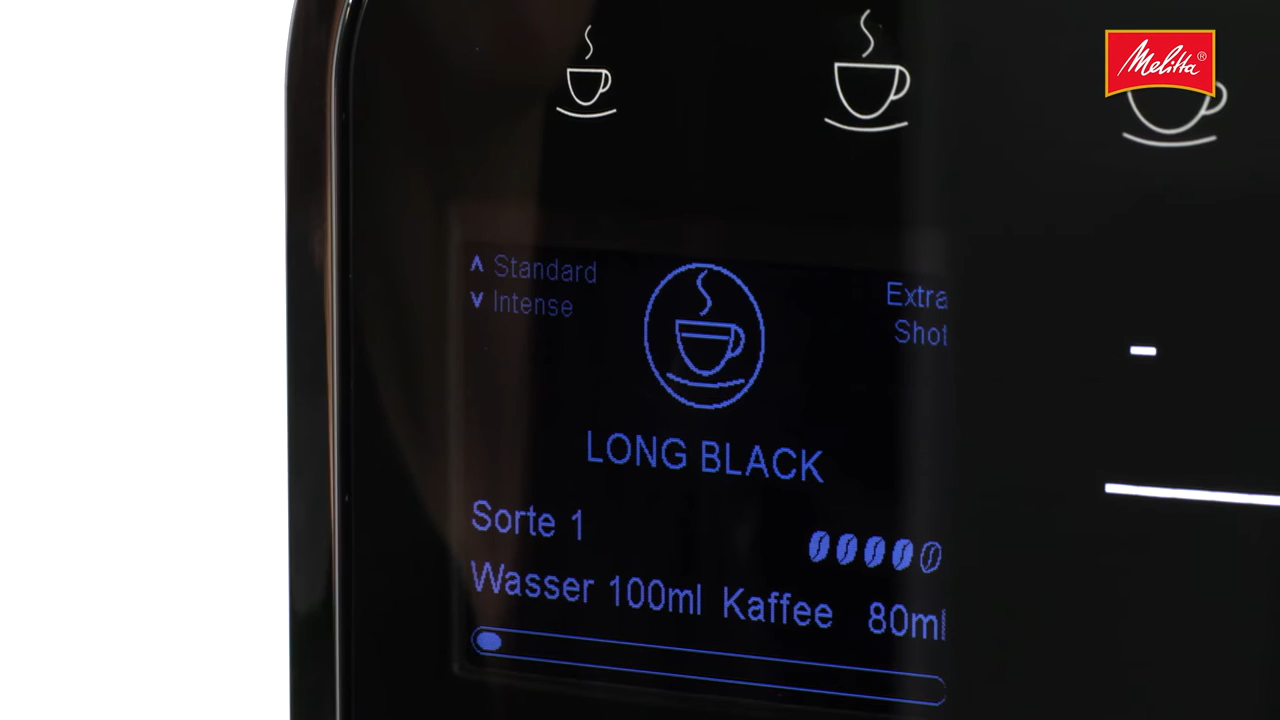 Melitta®
Standard
Extra
Intense
Shot
LONG BLACK
Sorte 1
Wasser 100ml Kaffee 80ml